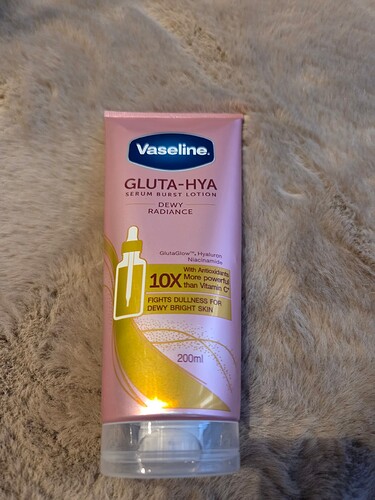 Vaseline.
GLUTA-HYA
SERUM BURST LOTION
DEWY
RADIANCE
GlutaGlow™, Hyaluron
Niacinamide
10X
With Antioxidants
More powerful
than Vitamin C*
FIGHTS DULLNESS FOR
DEWY BRIGHT SKIN
200ml